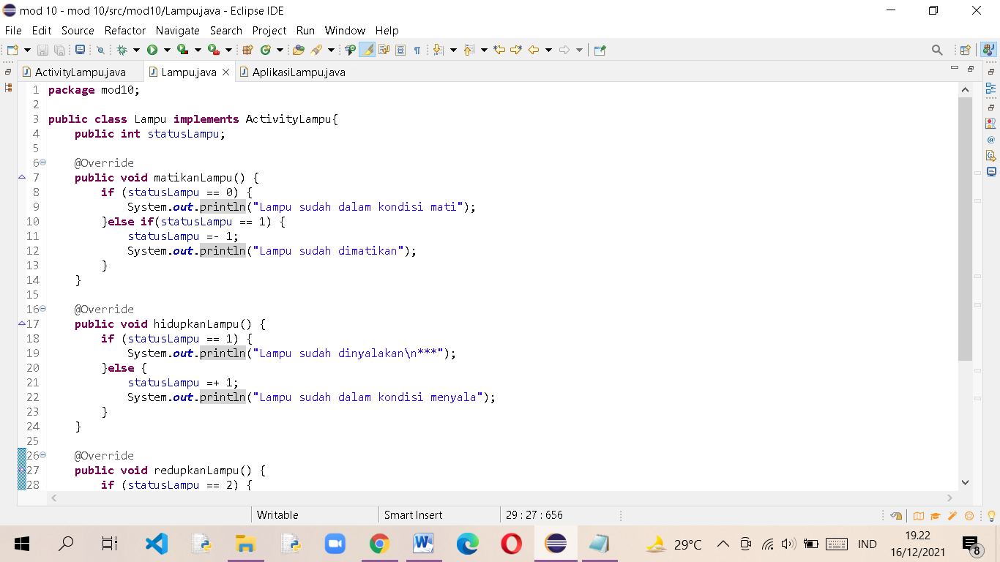 mod 10 - mod 10/src/mod10/Lampu.java - Eclipse IDE
File Edit Source Refactor Navigate Search Project Run Window Help
ActivityLampu.java Lampu.java AplikasiLampu.java
1 package mod10;
2
3 public class Lampu implements ActivityLampu{
4 public int statusLampu;
5
6 @Override
7 public void matikanLampu() {
8 if (statusLampu == 0) {
9 System.out.println("Lampu sudah dalam kondisi mati");
10 }else if(statusLampu == 1) {
11 statusLampu =- 1;
12 System.out.println("Lampu sudah dimatikan");
13 }
14 }
15
16 @Override
17 public void hidupkanLampu() {
18 if (statusLampu == 1) {
19 System.out.println("Lampu sudah dinyalakan\n***");
20 }else {
21 statusLampu =+ 1;
22 System.out.println("Lampu sudah dalam kondisi menyala");
23 }
24 }
25
26 @Override
27 public void redupkanLampu() {
28 if (statusLampu == 2) {
Writable Smart Insert 29 : 27 : 656
29°C IND 19.22
16/12/2021 8